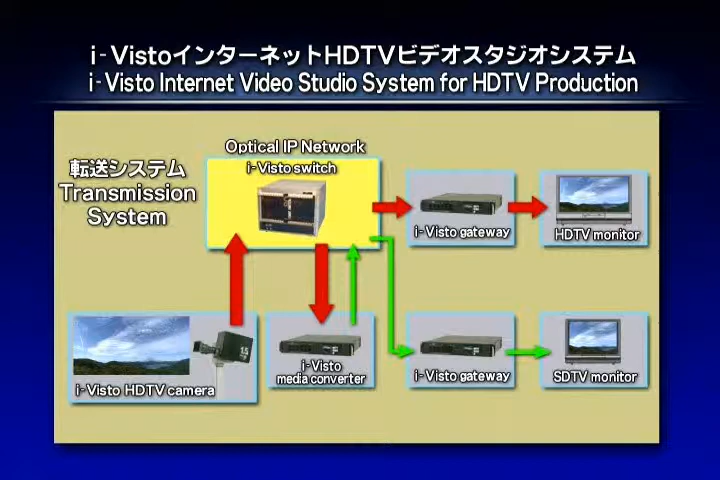 i-VistoインターネットHDTVビデオスタジオシステム
i-Visto Internet Video Studio System for HDTV Production
Optical IP Network
転送システム
Transmission
System
i-Visto switch
i-Visto gateway
HDTV monitor
i-Visto HDTV camera
i-Visto
media converter
i-Visto gateway
SDTV monitor